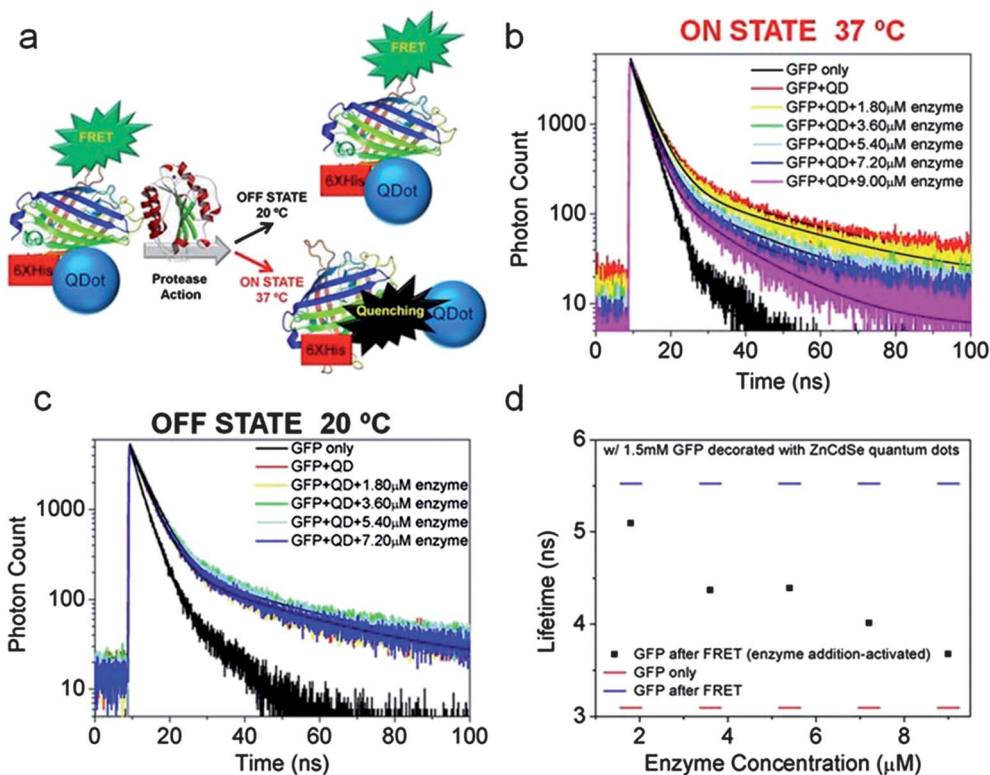 a
FRET
6XHis
QDot
Protease
Action
OFF STATE
20 ºC
ON STATE
37 ºC
FRET
6XHis
QDot
Quenching
QDot
6XHis
b
ON STATE 37 ºC
Photon Count
1000
100
10
GFP only
GFP+QD
GFP+QD+1.80μM enzyme
GFP+QD+3.60μM enzyme
GFP+QD+5.40μM enzyme
GFP+QD+7.20μM enzyme
GFP+QD+9.00μM enzyme
0 20 40 60 80 100
Time (ns)
c
OFF STATE 20 ºC
Photon Count
1000
100
10
GFP only
GFP+QD
GFP+QD+1.80μM enzyme
GFP+QD+3.60μM enzyme
GFP+QD+5.40μM enzyme
GFP+QD+7.20μM enzyme
0 20 40 60 80 100
Time (ns)
d
w/ 1.5mM GFP decorated with ZnCdSe quantum dots
Lifetime (ns)
6
5
4
3
GFP after FRET (enzyme addition-activated)
GFP only
GFP after FRET
2 4 6 8
Enzyme Concentration (μM)